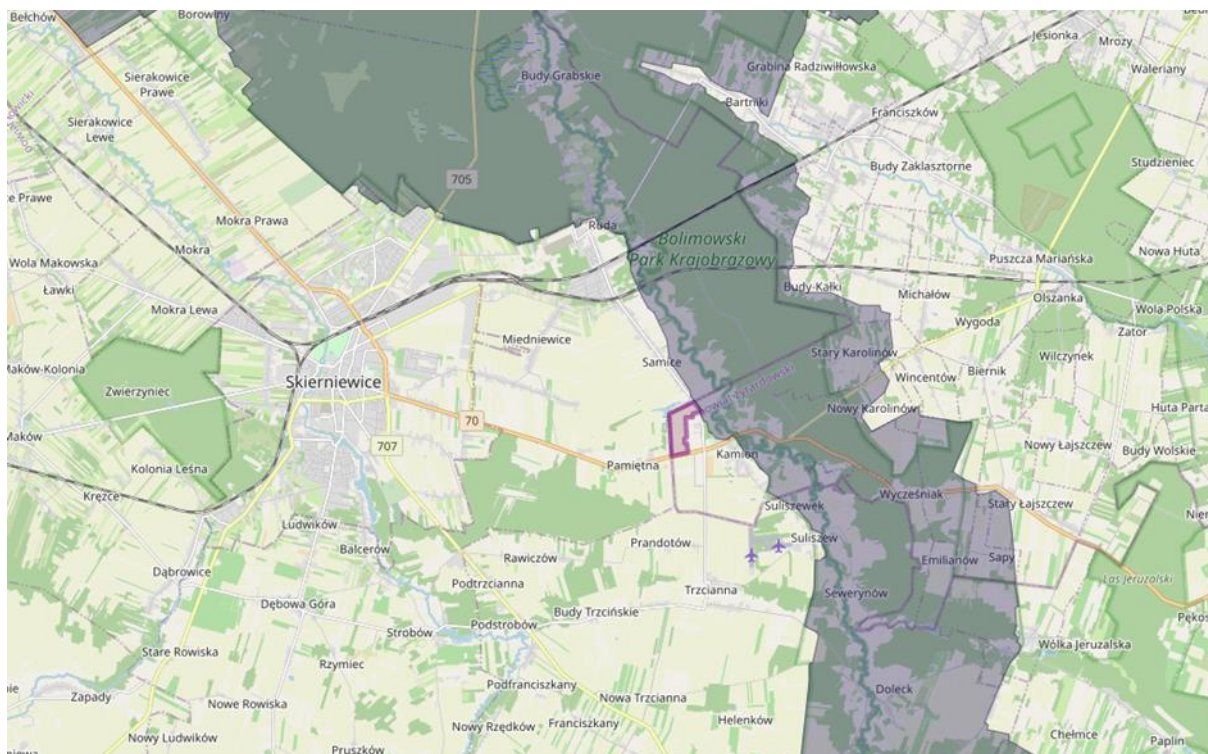 Bełchów
Borowiny
Jesionka
Mrozy
Waleriany
Sierakowice
Prawe
Sierakowice
Lewe
Budy Grabskie
Grabina Radziwiłłowska
Bartniki
Franciszków
Budy Zaklasztorne
Studzieniec
705
Mokra Prawa
Mokra
Ruda
Bolimowski
Park Krajobrazowy
Nowa Huta
Puszcza Mariańska
Wola Makowska
Ławki
Mokra Lewa
Budy-Kałki
Michałów
Olszanka
Wola Polska
Wygoda
Zator
Miedniewice
Samice
Stary Karolinów
Wilczynek
Maków-Kolonia
Zwierzyniec
Skierniewice
Wincentów
Biernik
Nowy Karolinów
Huta Parta
70
Maków
707
Kolonia Leśna
Pamiętna
Kamion
Nowy Łajszczew
Budy Wolskie
Krężce
Wycześniak
Stary Łajszczew
Ludwików
Suliszewek
Suliszew
Balcerów
Rawiczów
Prandotów
Dąbrowice
Podtrzcianna
Trzcianna
Emilianów
Sapy
Las Jeruzalski
Sewerynów
Dębowa Góra
Budy Trzcińskie
Podstrobów
Strobów
Stare Rowiska
Rzymiec
Wólka Jeruzalska
Zapady
Podfranciszkany
Doleck
Nowe Rowiska
Nowa Trzcianna
Helenków
Nowy Ludwików
Pruszków
Nowy Rzędków
Franciszkany
Chełmce
Paplin